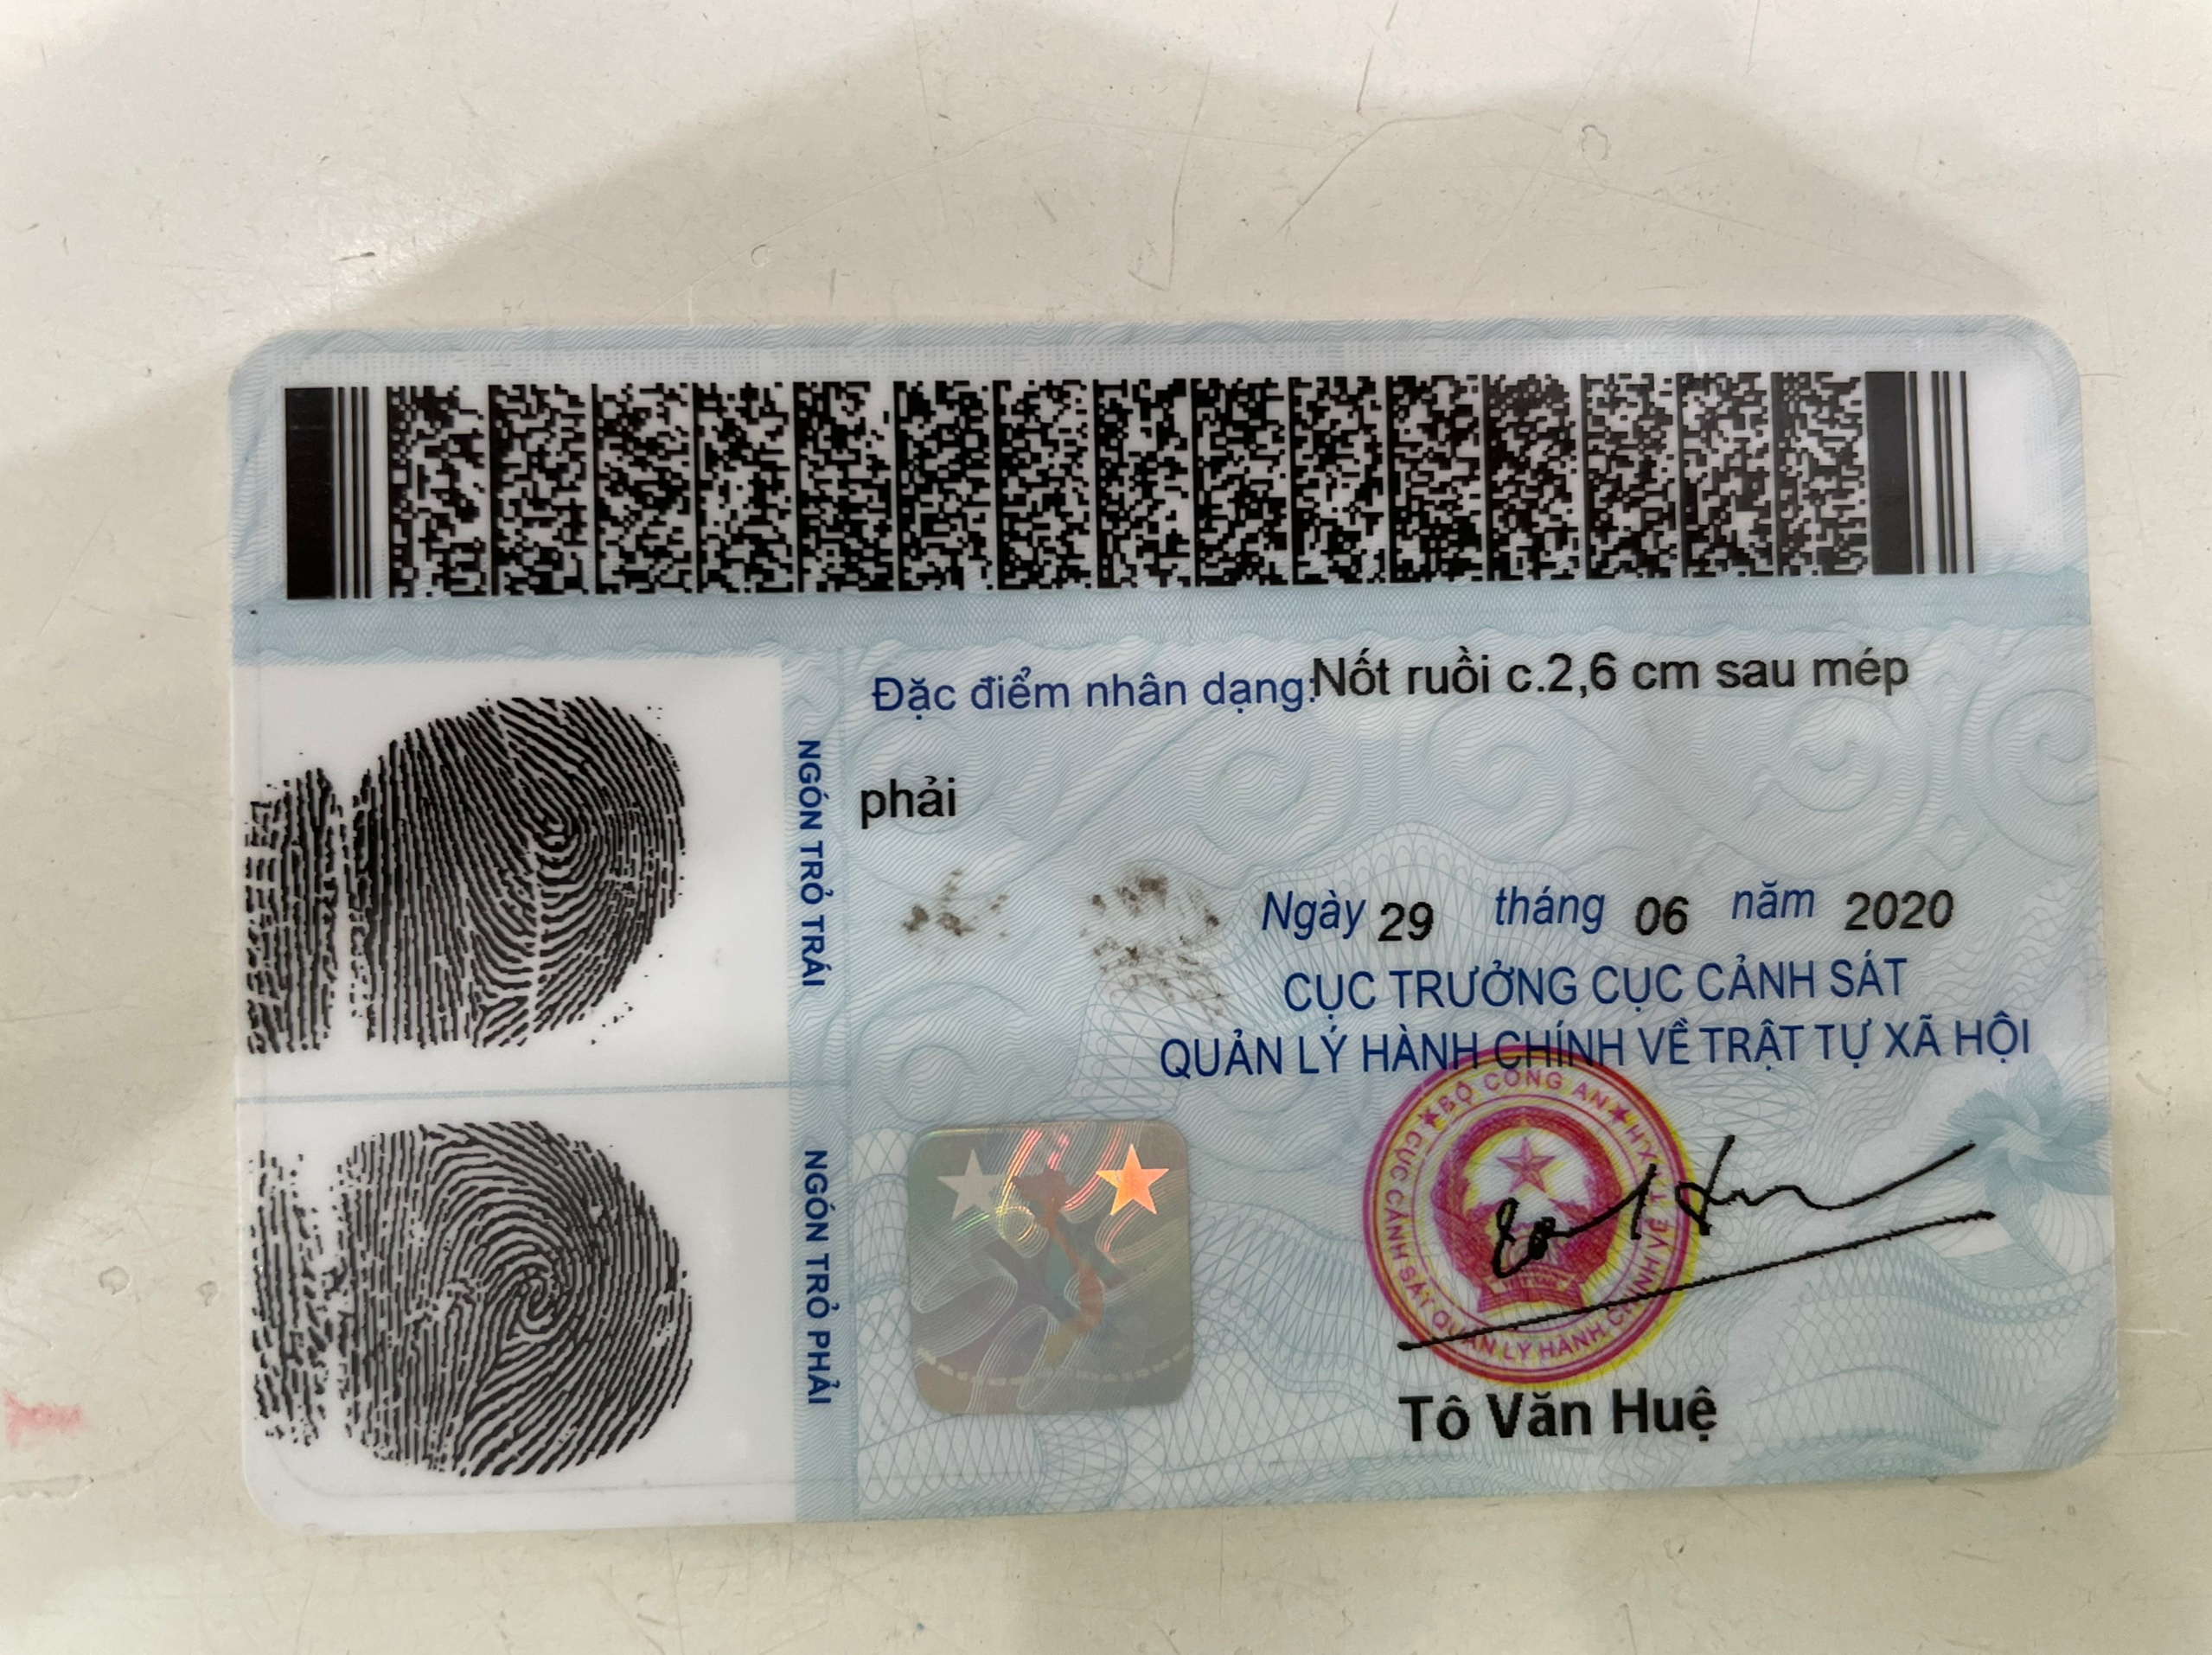 Đặc điểm nhân dạng: Nốt ruồi c.2,6 cm sau mép
phải
NGÓN TRỎ TRÁI
NGÓN TRỎ PHẢI
Ngày 29 tháng 06 năm 2020
CỤC TRƯỞNG CỤC CẢNH SÁT
QUẢN LÝ HÀNH CHÍNH VỀ TRẬT TỰ XÃ HỘI
BỘ CÔNG AN
CỤC CẢNH SÁT QUẢN LÝ HÀNH CHÍNH VỀ TTXH
Tô Văn Huệ